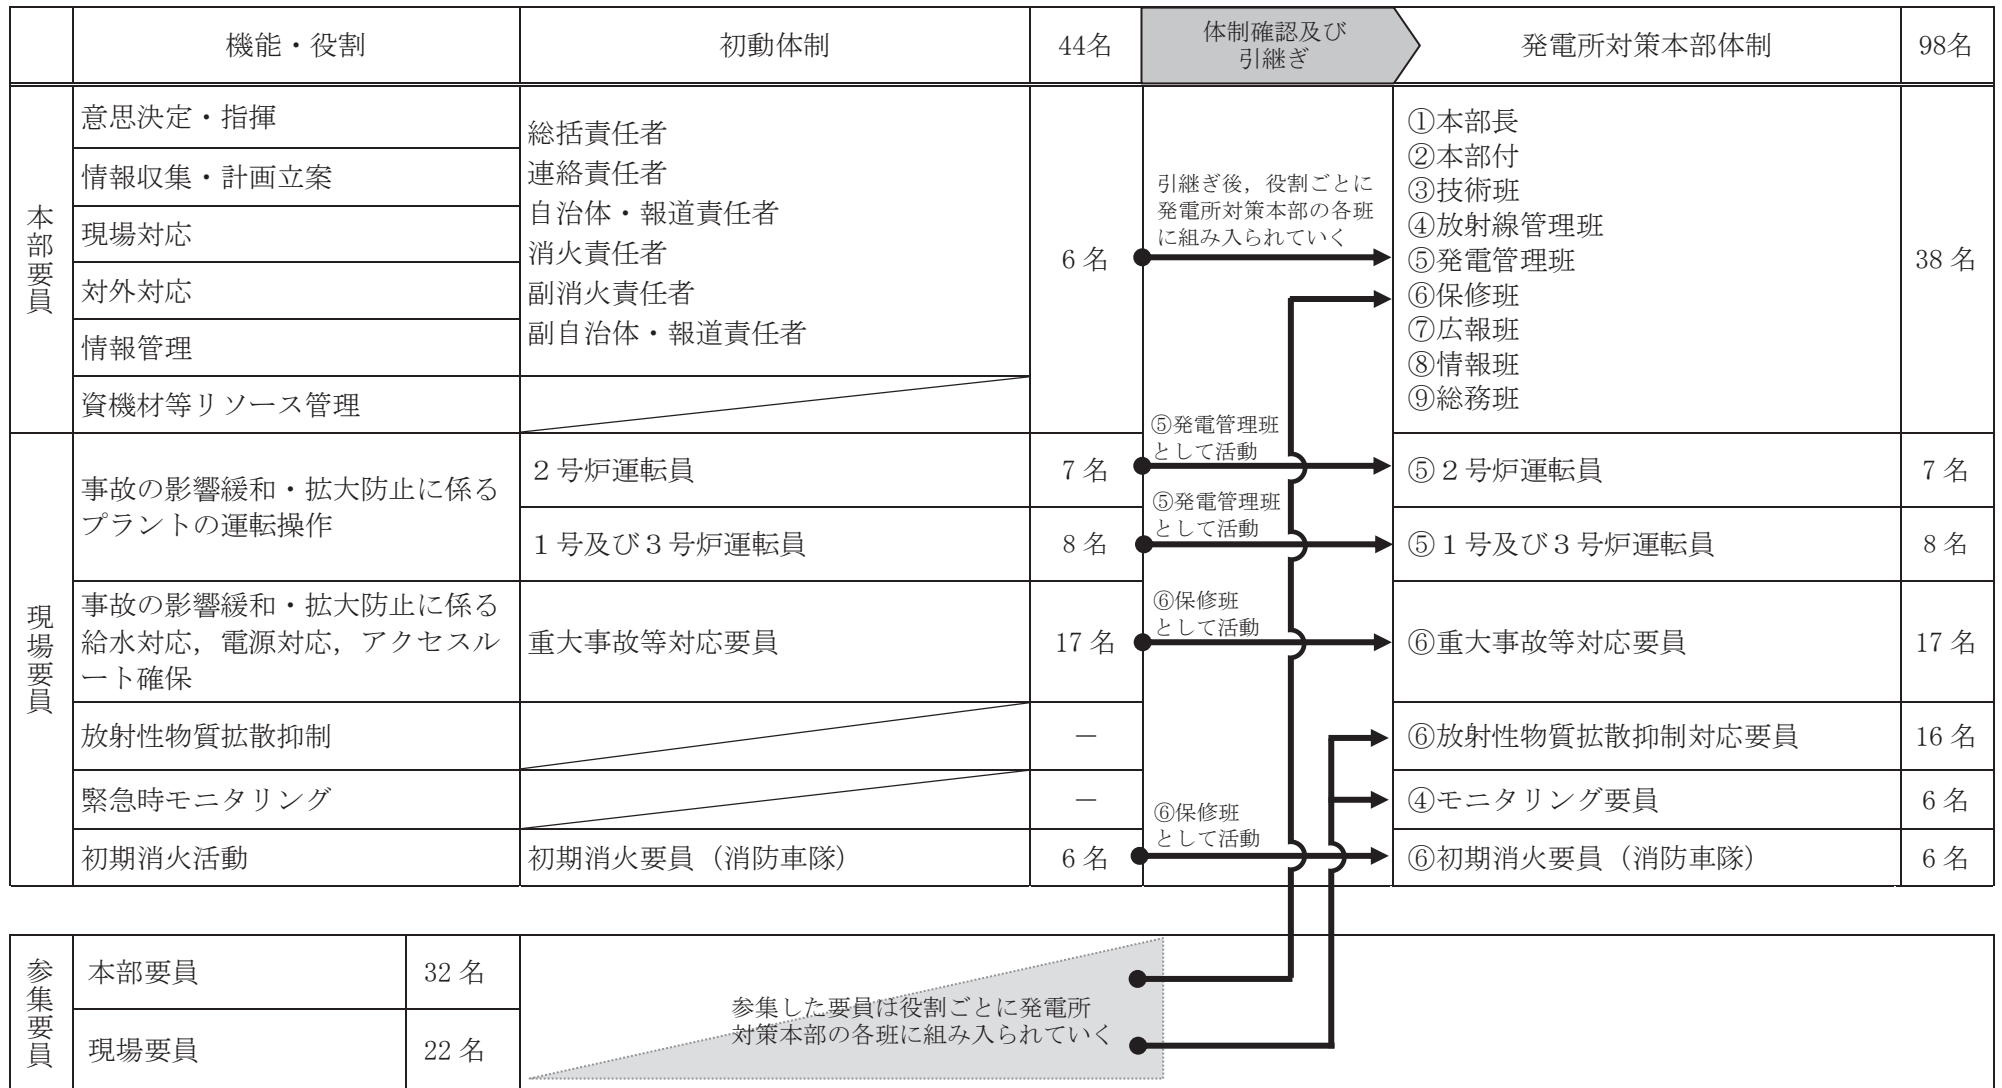 機能・役割
初動体制
44名
体制確認及び
引継ぎ
発電所対策本部体制
98名
本部要員
意思決定・指揮
情報収集・計画立案
現場対応
対外対応
情報管理
資機材等リソース管理
総括責任者
連絡責任者
自治体・報道責任者
消火責任者
副消火責任者
副自治体・報道責任者
6名
引継ぎ後，役割ごとに
発電所対策本部の各班
に組み入られていく
①本部長
②本部付
③技術班
④放射線管理班
⑤発電管理班
⑥保修班
⑦広報班
⑧情報班
⑨総務班
38名
現場要員
事故の影響緩和・拡大防止に係る
プラントの運転操作
２号炉運転員
7名
⑤発電管理班
として活動
⑤２号炉運転員
7名
１号及び３号炉運転員
8名
⑤発電管理班
として活動
⑤１号及び３号炉運転員
8名
事故の影響緩和・拡大防止に係る
給水対応，電源対応，アクセスル
ート確保
重大事故等対応要員
17名
⑥保修班
として活動
⑥重大事故等対応要員
17名
放射性物質拡散抑制
－
⑥放射性物質拡散抑制対応要員
16名
緊急時モニタリング
－
④モニタリング要員
6名
初期消火活動
初期消火要員（消防車隊）
6名
⑥保修班
として活動
⑥初期消火要員（消防車隊）
6名
参集要員
本部要員
32名
現場要員
22名
参集した要員は役割ごとに発電所
対策本部の各班に組み入られていく